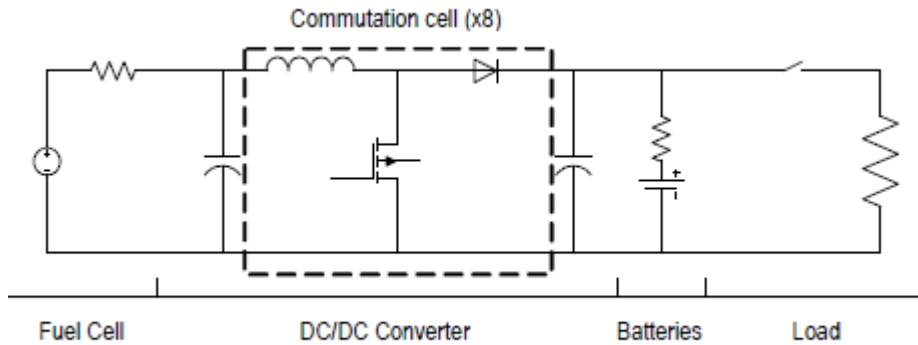 Commutation cell (x8)
Fuel Cell
DC/DC Converter
Batteries
Load